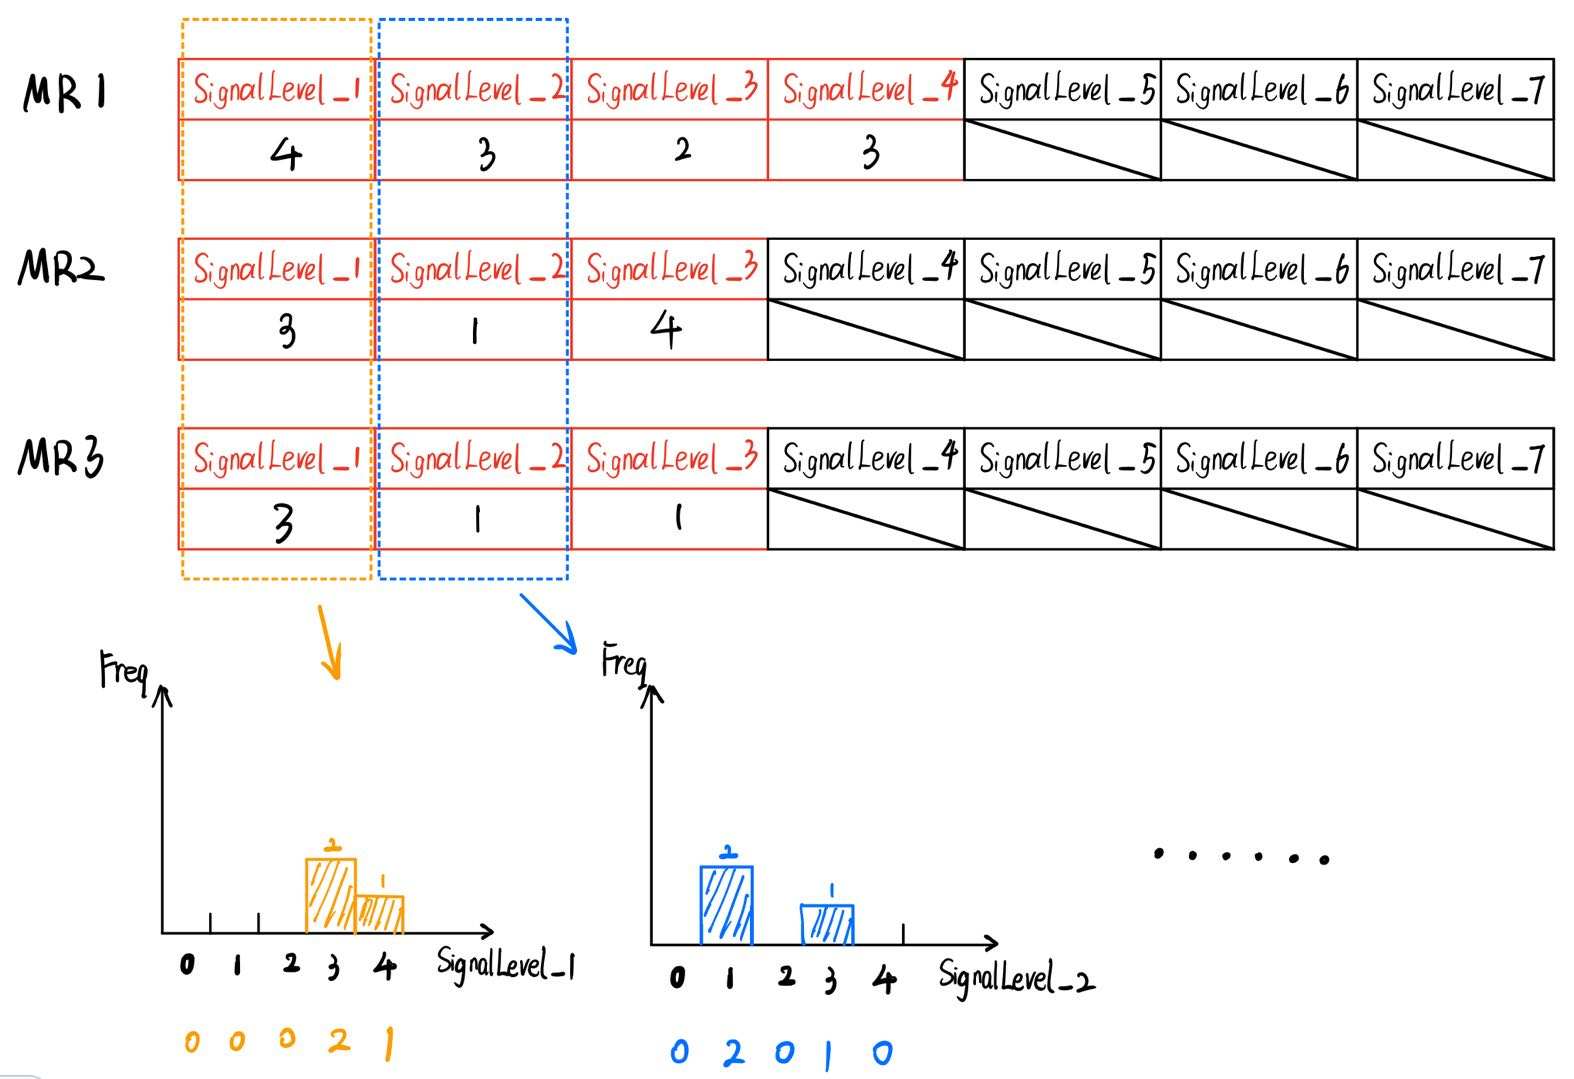 MR1 SignalLevel_1 SignalLevel_2 SignalLevel_3 SignalLevel_4 SignalLevel_5 SignalLevel_6 SignalLevel_7
4 3 2 3
MR2 SignalLevel_1 SignalLevel_2 SignalLevel_3 SignalLevel_4 SignalLevel_5 SignalLevel_6 SignalLevel_7
3 1 4
MR3 SignalLevel_1 SignalLevel_2 SignalLevel_3 SignalLevel_4 SignalLevel_5 SignalLevel_6 SignalLevel_7
3 1 1
Freq
2
1
0 1 2 3 4 SignalLevel_1
0 0 0 2 1
Freq
2
1
0 1 2 3 4 SignalLevel_2
0 2 0 1 0
......